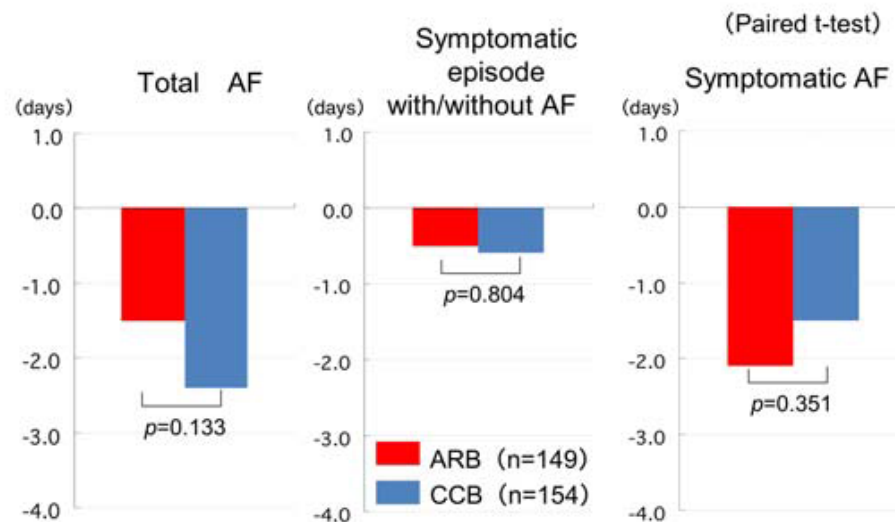 (Paired t-test)
Total AF
(days)
1.0
0.0
-1.0
-2.0
-3.0
-4.0
p=0.133
Symptomatic
episode
with/without AF
(days)
1.0
0.0
-1.0
-2.0
-3.0
-4.0
p=0.804
ARB (n=149)
CCB (n=154)
Symptomatic AF
(days)
1.0
0.0
-1.0
-2.0
-3.0
-4.0
p=0.351